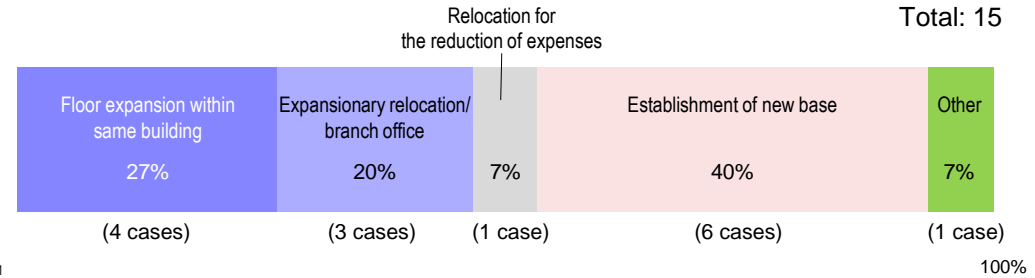 Relocation for
the reduction of expenses
Total: 15
Floor expansion within
same building
27%
Expansionary relocation/
branch office
20%
7%
Establishment of new base
40%
Other
7%
(4 cases)
(3 cases)
(1 case)
(6 cases)
(1 case)
100%